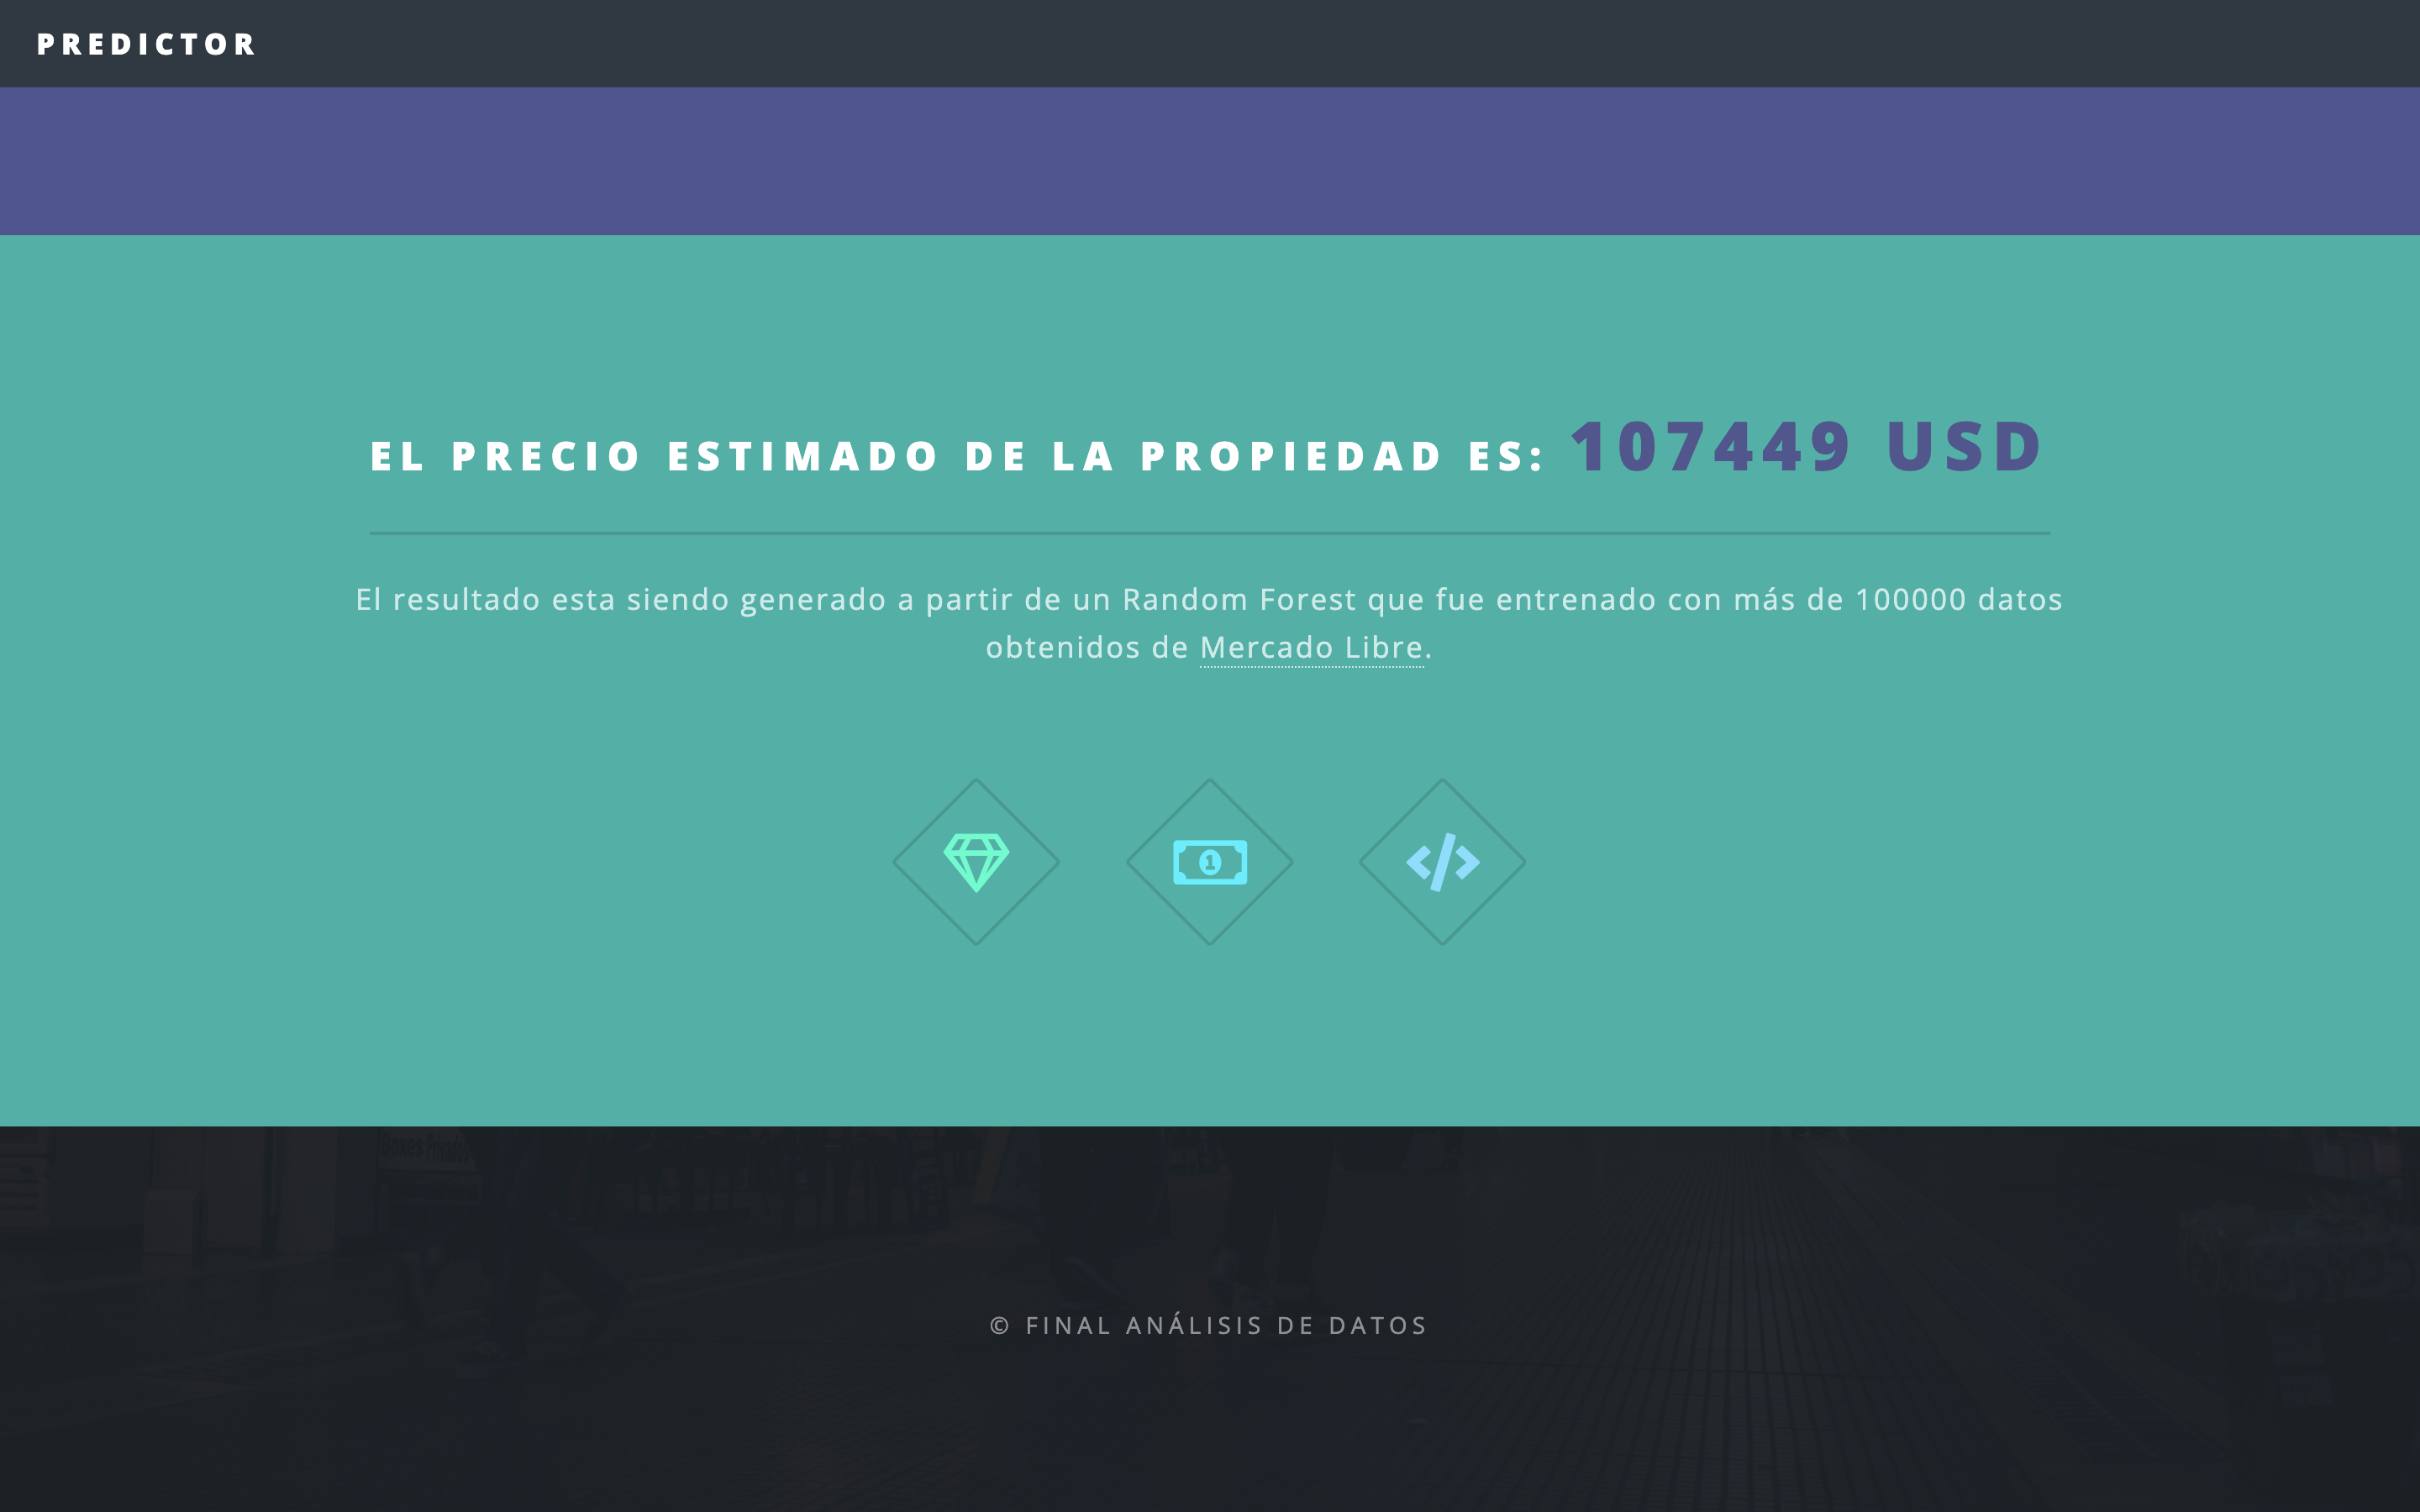 PREDICTOR
EL PRECIO ESTIMADO DE LA PROPIEDAD ES: 107449 USD
El resultado esta siendo generado a partir de un Random Forest que fue entrenado con más de 100000 datos
obtenidos de Mercado Libre.
1
© FINAL ANÁLISIS DE DATOS